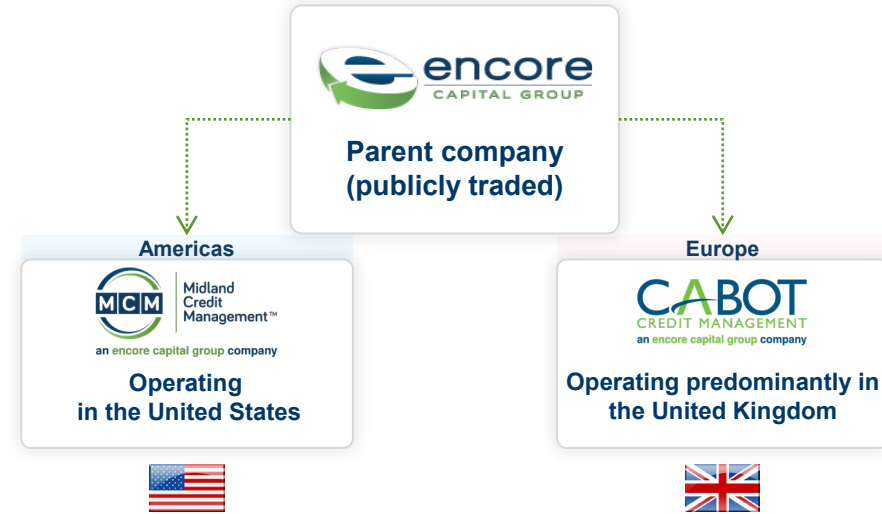 encore
CAPITAL GROUP
Parent company
(publicly traded)
Americas
MCM
Midland
Credit
Management™
an encore capital group company
Operating
in the United States
Europe
CABOT
CREDIT MANAGEMENT
an encore capital group company
Operating predominantly in
the United Kingdom